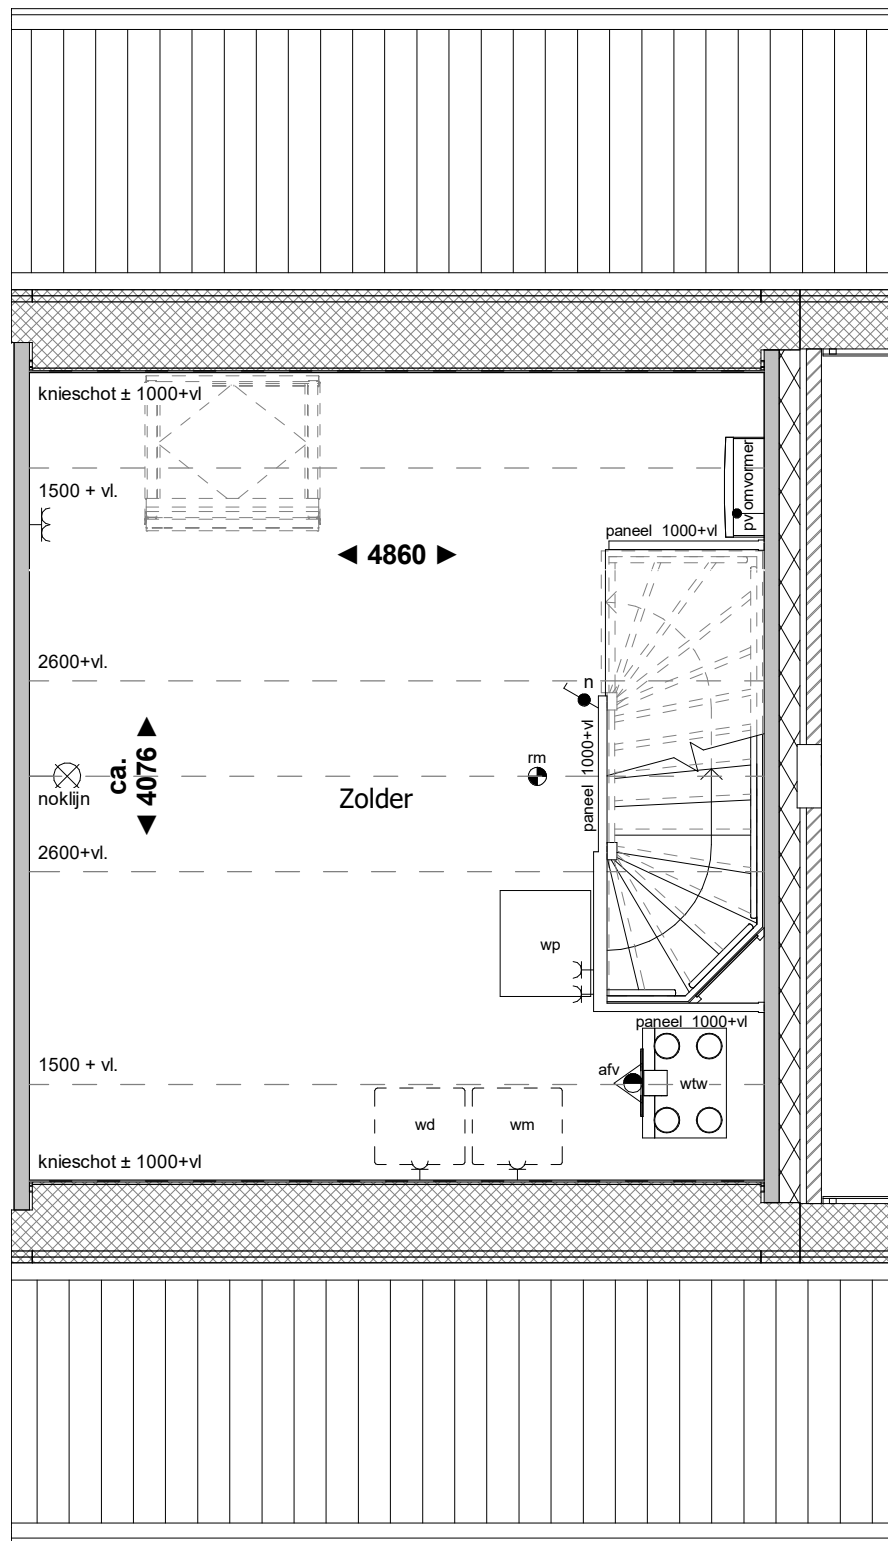 knieschot ± 1000+vl
1500 + vl.
pv omvormer
paneel 1000+vl
4860
2600+vl.
n
paneel 1000+vl
rm
ca.
4076
noklijn
Zolder
2600+vl.
wp
paneel 1000+vl
1500 + vl.
afv
wtw
wd
wm
knieschot ± 1000+vl